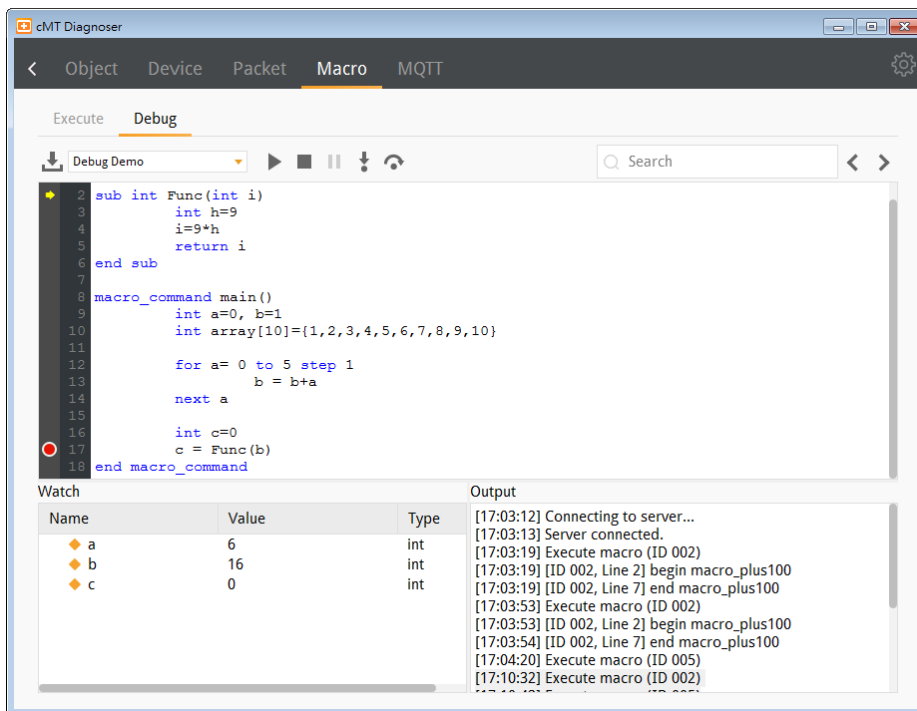 cMT Diagnoser
Object Device Packet Macro MQTT
Execute Debug
Debug Demo Search
2 sub int Func(int i)
3 int h=9
4 i=9*h
5 return i
6 end sub
7
8 macro_command main()
9 int a=0, b=1
10 int array[10]={1,2,3,4,5,6,7,8,9,10}
11
12 for a= 0 to 5 step 1
13 b = b+a
14 next a
15
16 int c=0
17 c = Func(b)
18 end macro_command
Watch
Name Value Type
a 6 int
b 16 int
c 0 int
Output
[17:03:12] Connecting to server...
[17:03:13] Server connected.
[17:03:19] Execute macro (ID 002)
[17:03:19] [ID 002, Line 2] begin macro_plus100
[17:03:19] [ID 002, Line 7] end macro_plus100
[17:03:53] Execute macro (ID 002)
[17:03:53] [ID 002, Line 2] begin macro_plus100
[17:03:54] [ID 002, Line 7] end macro_plus100
[17:04:20] Execute macro (ID 005)
[17:10:32] Execute macro (ID 002)